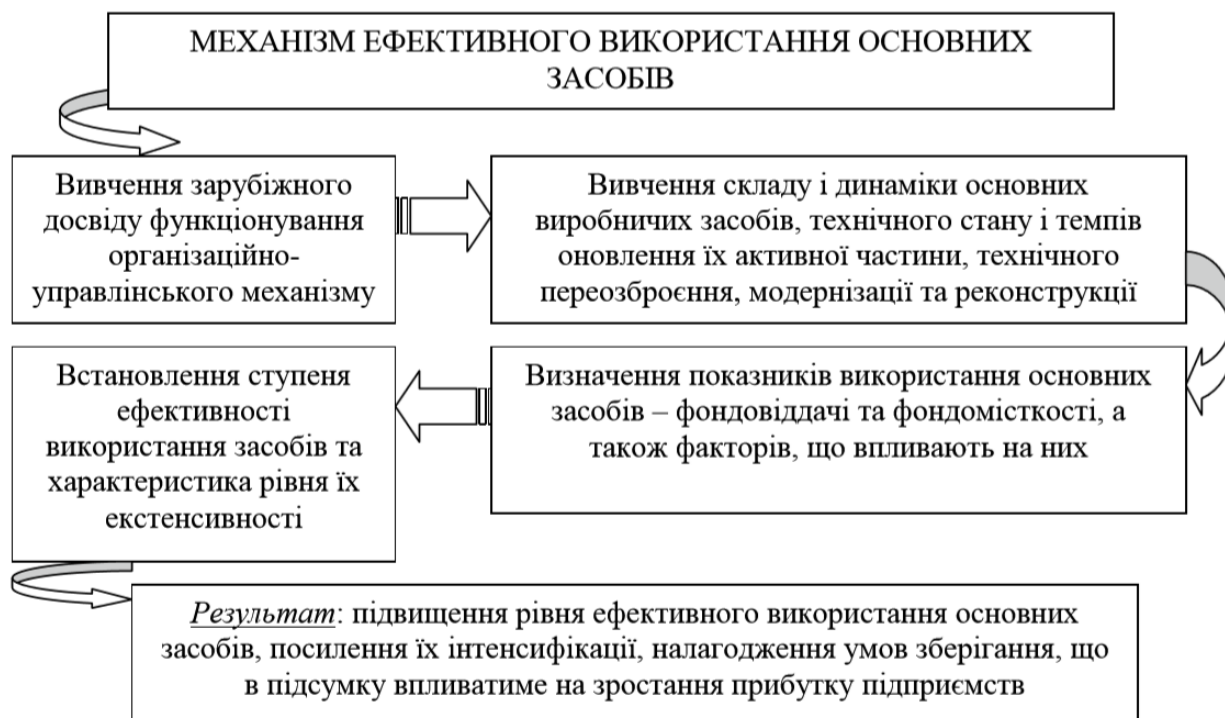 МЕХАНІЗМ ЕФЕКТИВНОГО ВИКОРИСТАННЯ ОСНОВНИХ
ЗАСОБІВ
Вивчення зарубіжного
досвіду функціонування
організаційно-
управлінського механізму
Вивчення складу і динаміки основних
виробничих засобів, технічного стану і темпів
оновлення їх активної частини, технічного
переозброєння, модернізації та реконструкції
Визначення показників використання основних
засобів – фондовіддачі та фондомісткості, а
також факторів, що впливають на них
Встановлення ступеня
ефективності
використання засобів та
характеристика рівня їх
екстенсивності
Результат: підвищення рівня ефективного використання основних
засобів, посилення їх інтенсифікації, налагодження умов зберігання, що
в підсумку впливатиме на зростання прибутку підприємств